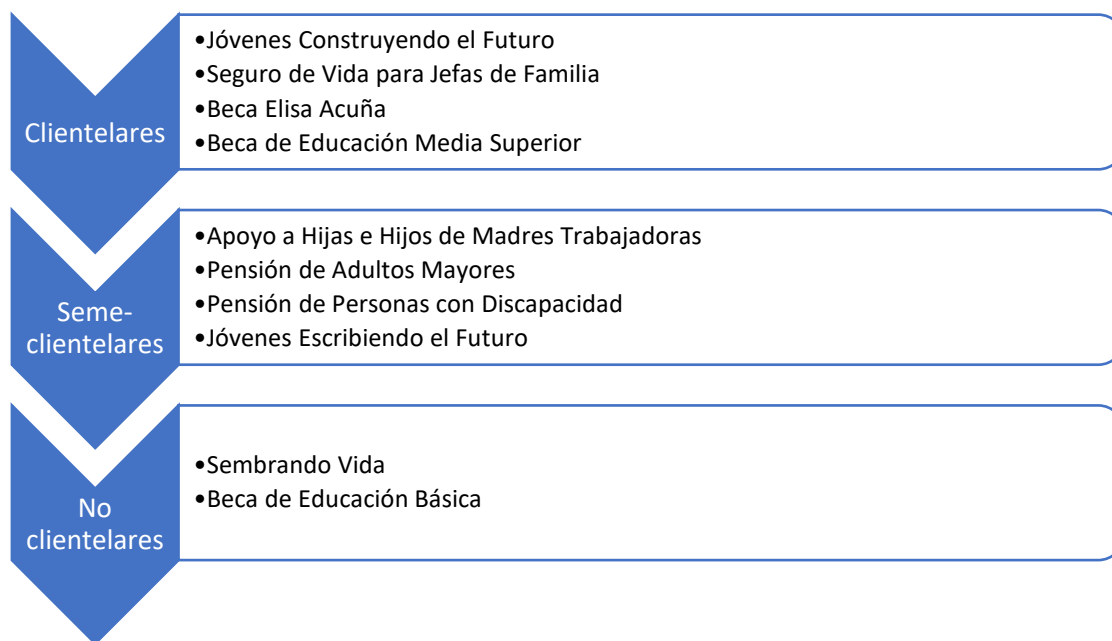 Clientelares
•Jóvenes Construyendo el Futuro
•Seguro de Vida para Jefas de Familia
•Beca Elisa Acuña
•Beca de Educación Media Superior
Seme-
clientelares
•Apoyo a Hijas e Hijos de Madres Trabajadoras
•Pensión de Adultos Mayores
•Pensión de Personas con Discapacidad
•Jóvenes Escribiendo el Futuro
No
clientelares
•Sembrando Vida
•Beca de Educación Básica